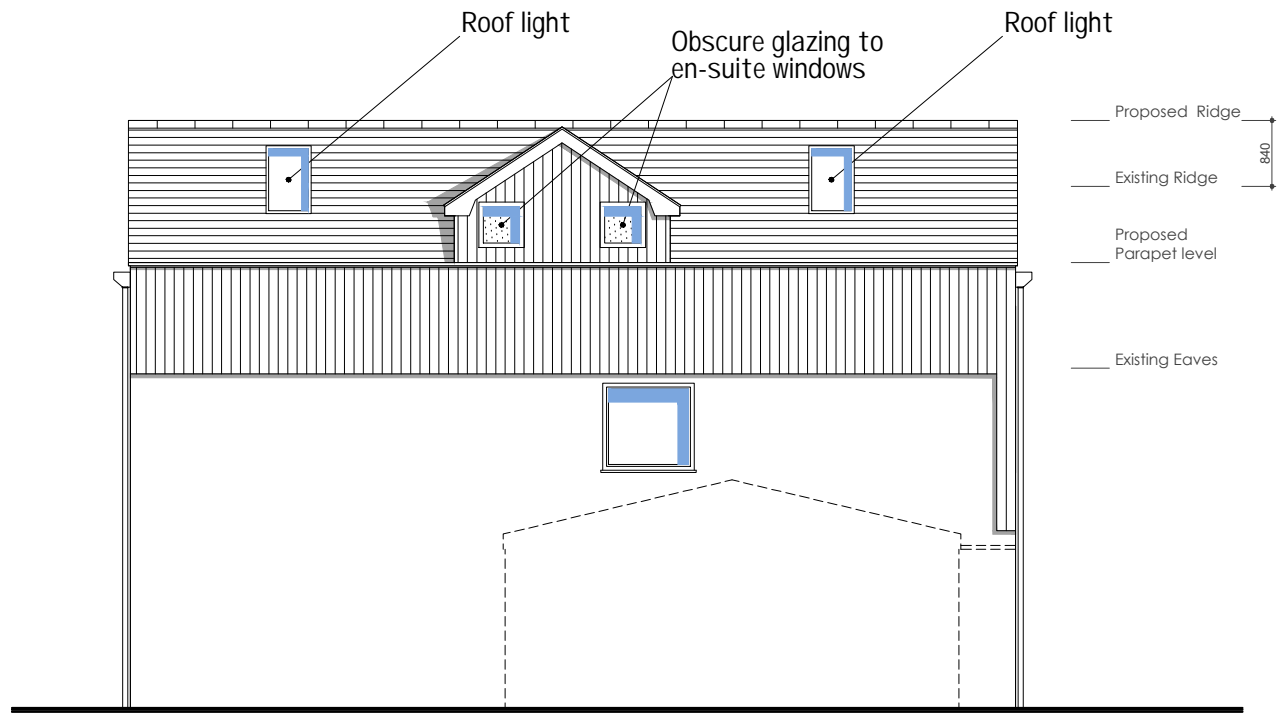 Roof light
Obscure glazing to
en-suite windows
Roof light
Proposed Ridge
840
Existing Ridge
Proposed
Parapet level
Existing Eaves